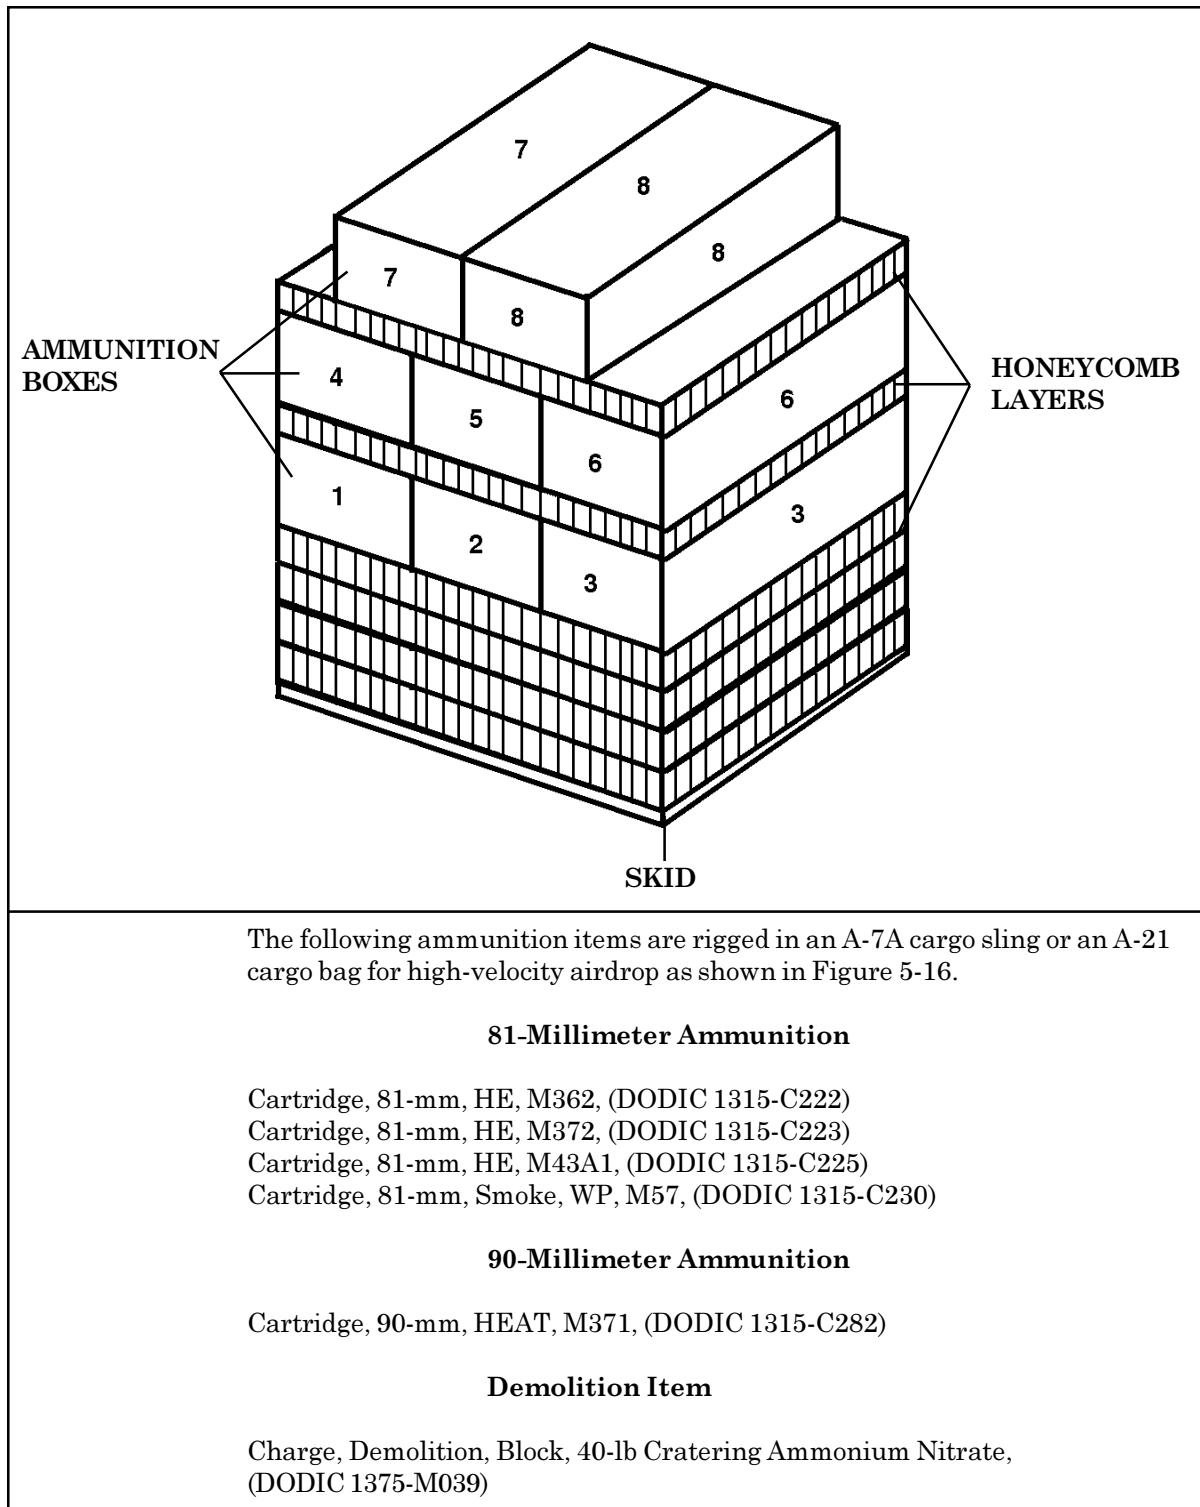 7
8
8
7
8
AMMUNITION
BOXES
4
5
6
6
HONEYCOMB
LAYERS
1
2
3
3
SKID
The following ammunition items are rigged in an A-7A cargo sling or an A-21
cargo bag for high-velocity airdrop as shown in Figure 5-16.
81-Millimeter Ammunition
Cartridge, 81-mm, HE, M362, (DODIC 1315-C222)
Cartridge, 81-mm, HE, M372, (DODIC 1315-C223)
Cartridge, 81-mm, HE, M43A1, (DODIC 1315-C225)
Cartridge, 81-mm, Smoke, WP, M57, (DODIC 1315-C230)
90-Millimeter Ammunition
Cartridge, 90-mm, HEAT, M371, (DODIC 1315-C282)
Demolition Item
Charge, Demolition, Block, 40-lb Cratering Ammonium Nitrate,
(DODIC 1375-M039)